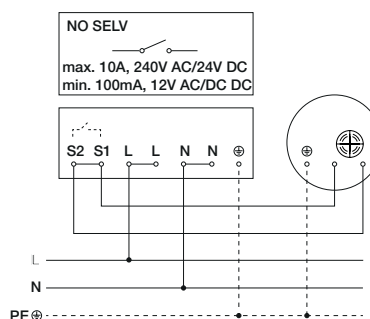 NO SELV
max. 10A, 240V AC/24V DC
min. 100mA, 12V AC/DC DC
S2 S1 L L N N
L
N
PE